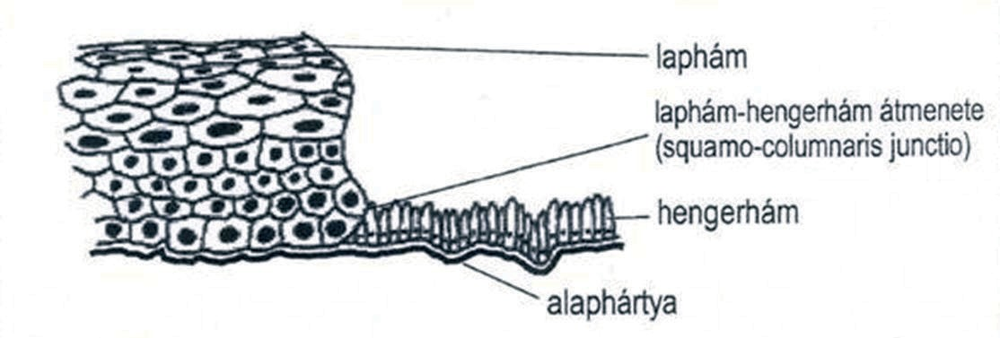 laphám
laphám-hengerhám átmenete
(squamo-columnaris junctio)
hengerhám
alaphártya